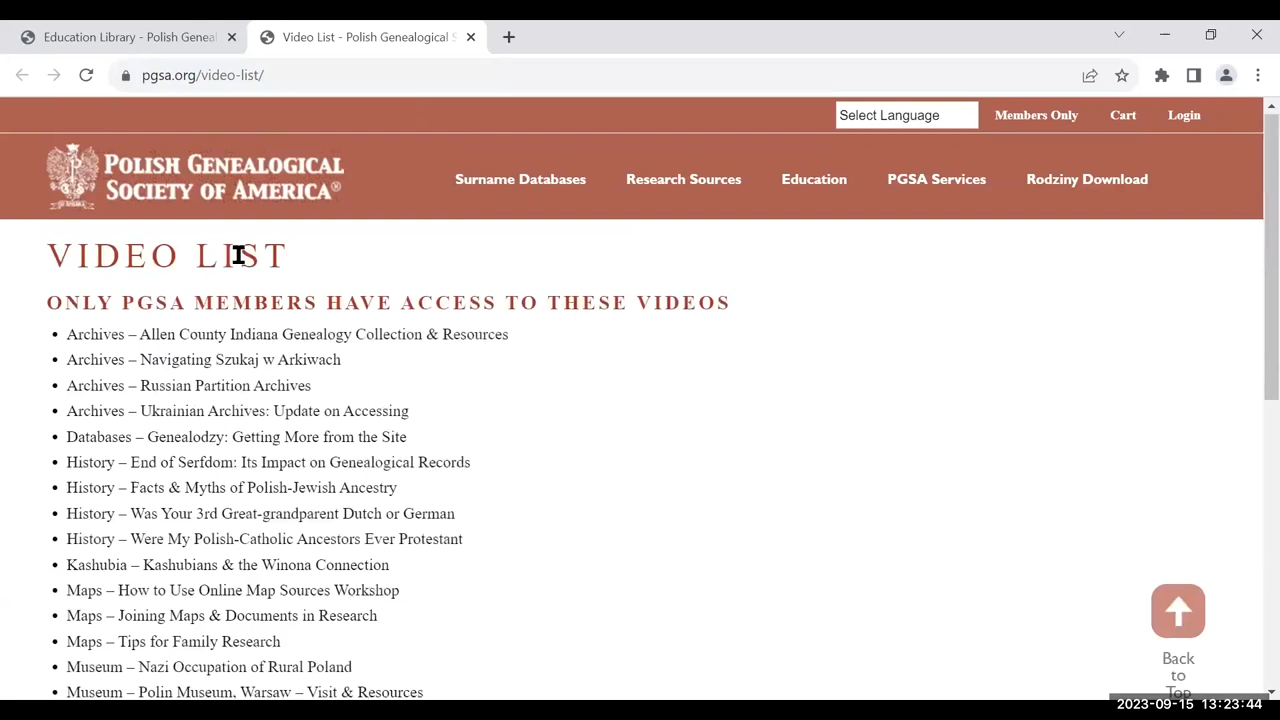 Education Library - Polish Geneal
Video List - Polish Genealogical S
pgsa.org/video-list/
Select Language
Members Only
Cart
Login
POLISH GENEALOGICAL
SOCIETY OF AMERICA®
Surname Databases
Research Sources
Education
PGSA Services
Rodziny Download
VIDEO LIST
ONLY PGSA MEMBERS HAVE ACCESS TO THESE VIDEOS
• Archives – Allen County Indiana Genealogy Collection & Resources
• Archives – Navigating Szukaj w Arkiwach
• Archives – Russian Partition Archives
• Archives – Ukrainian Archives: Update on Accessing
• Databases – Genealodzy: Getting More from the Site
• History – End of Serfdom: Its Impact on Genealogical Records
• History – Facts & Myths of Polish-Jewish Ancestry
• History – Was Your 3rd Great-grandparent Dutch or German
• History – Were My Polish-Catholic Ancestors Ever Protestant
• Kashubia – Kashubians & the Winona Connection
• Maps – How to Use Online Map Sources Workshop
• Maps – Joining Maps & Documents in Research
• Maps – Tips for Family Research
• Museum – Nazi Occupation of Rural Poland
• Museum – Polin Museum, Warsaw – Visit & Resources
Back
to
Top
2023-09-15 13:23:44